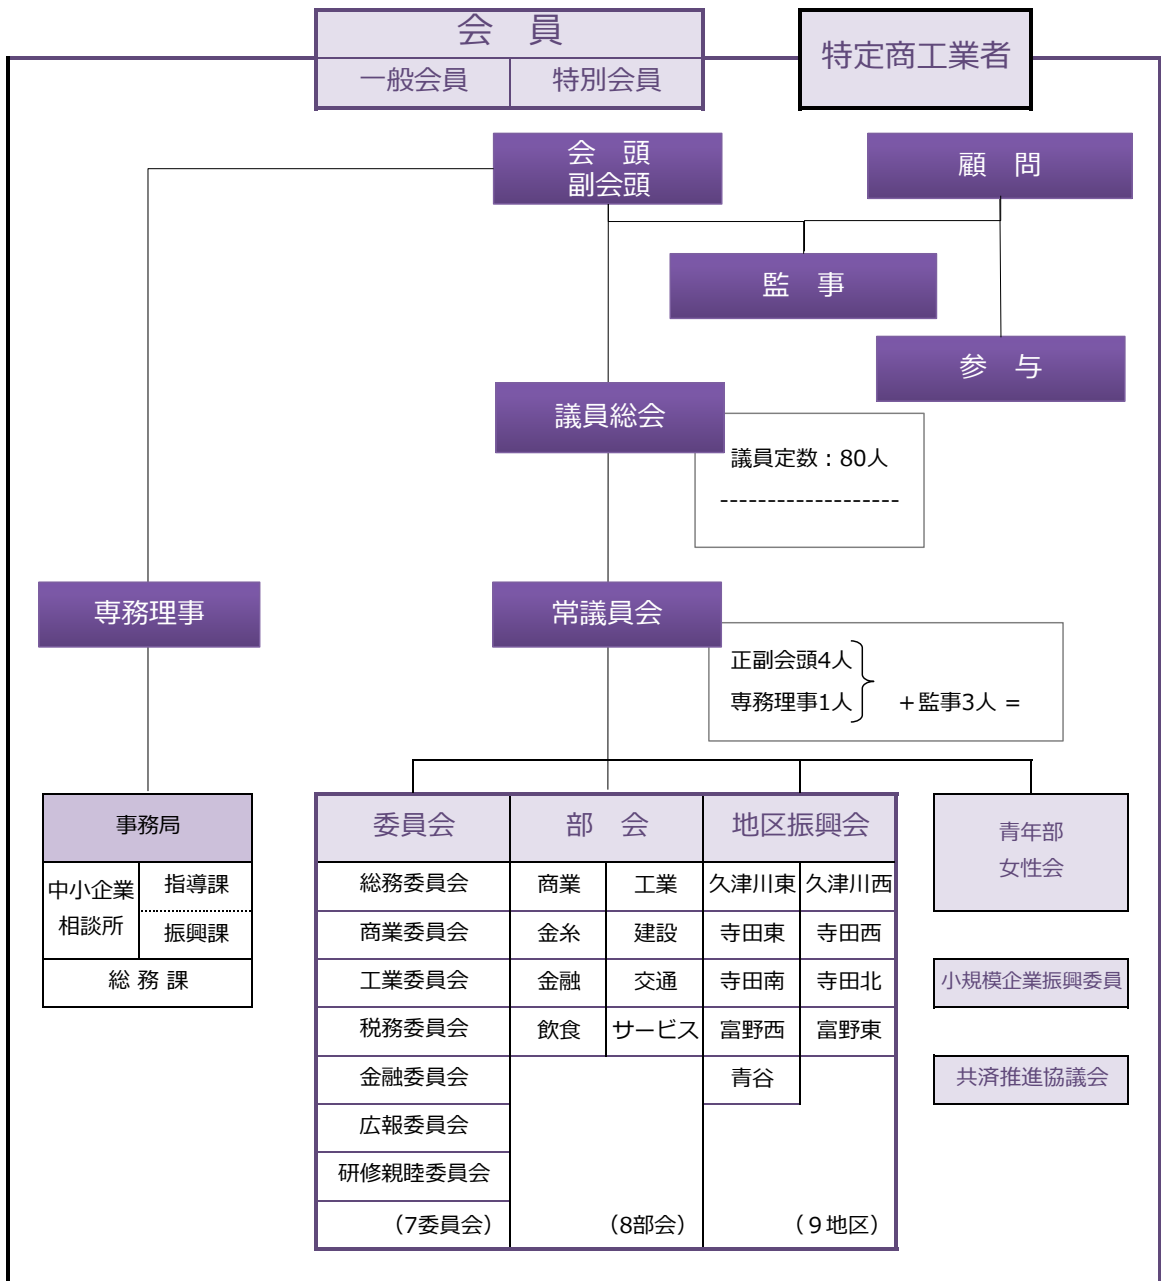 会　員
一般会員
特別会員
特定商工業者
会　頭
副会頭
顧　問
監　事
参　与
議員総会
議員定数：80人
-------------------
専務理事
常議員会
正副会頭4人
専務理事1人
＋監事3人 =
事務局
中小企業
相談所
指導課
振興課
総 務 課
委員会
部　会
地区振興会
総務委員会
商業
工業
久津川東
久津川西
商業委員会
金糸
建設
寺田東
寺田西
工業委員会
金融
交通
寺田南
寺田北
税務委員会
飲食
サービス
富野西
富野東
金融委員会
青谷
広報委員会
研修親睦委員会
（7委員会）
（8部会）
（９地区）
青年部
女性会
小規模企業振興委員
共済推進協議会